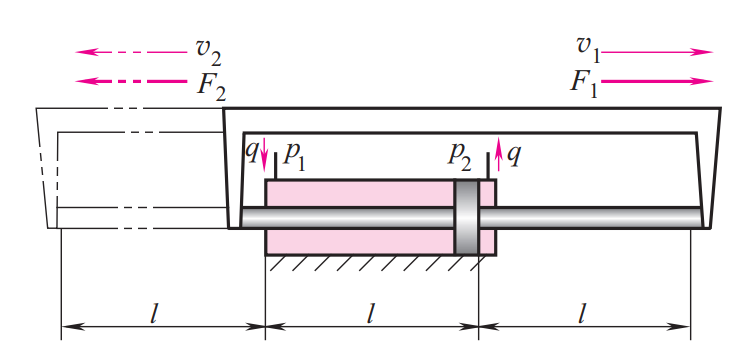 v₂ v₁
F₂ F₁
q p₁ p₂ q
l l l